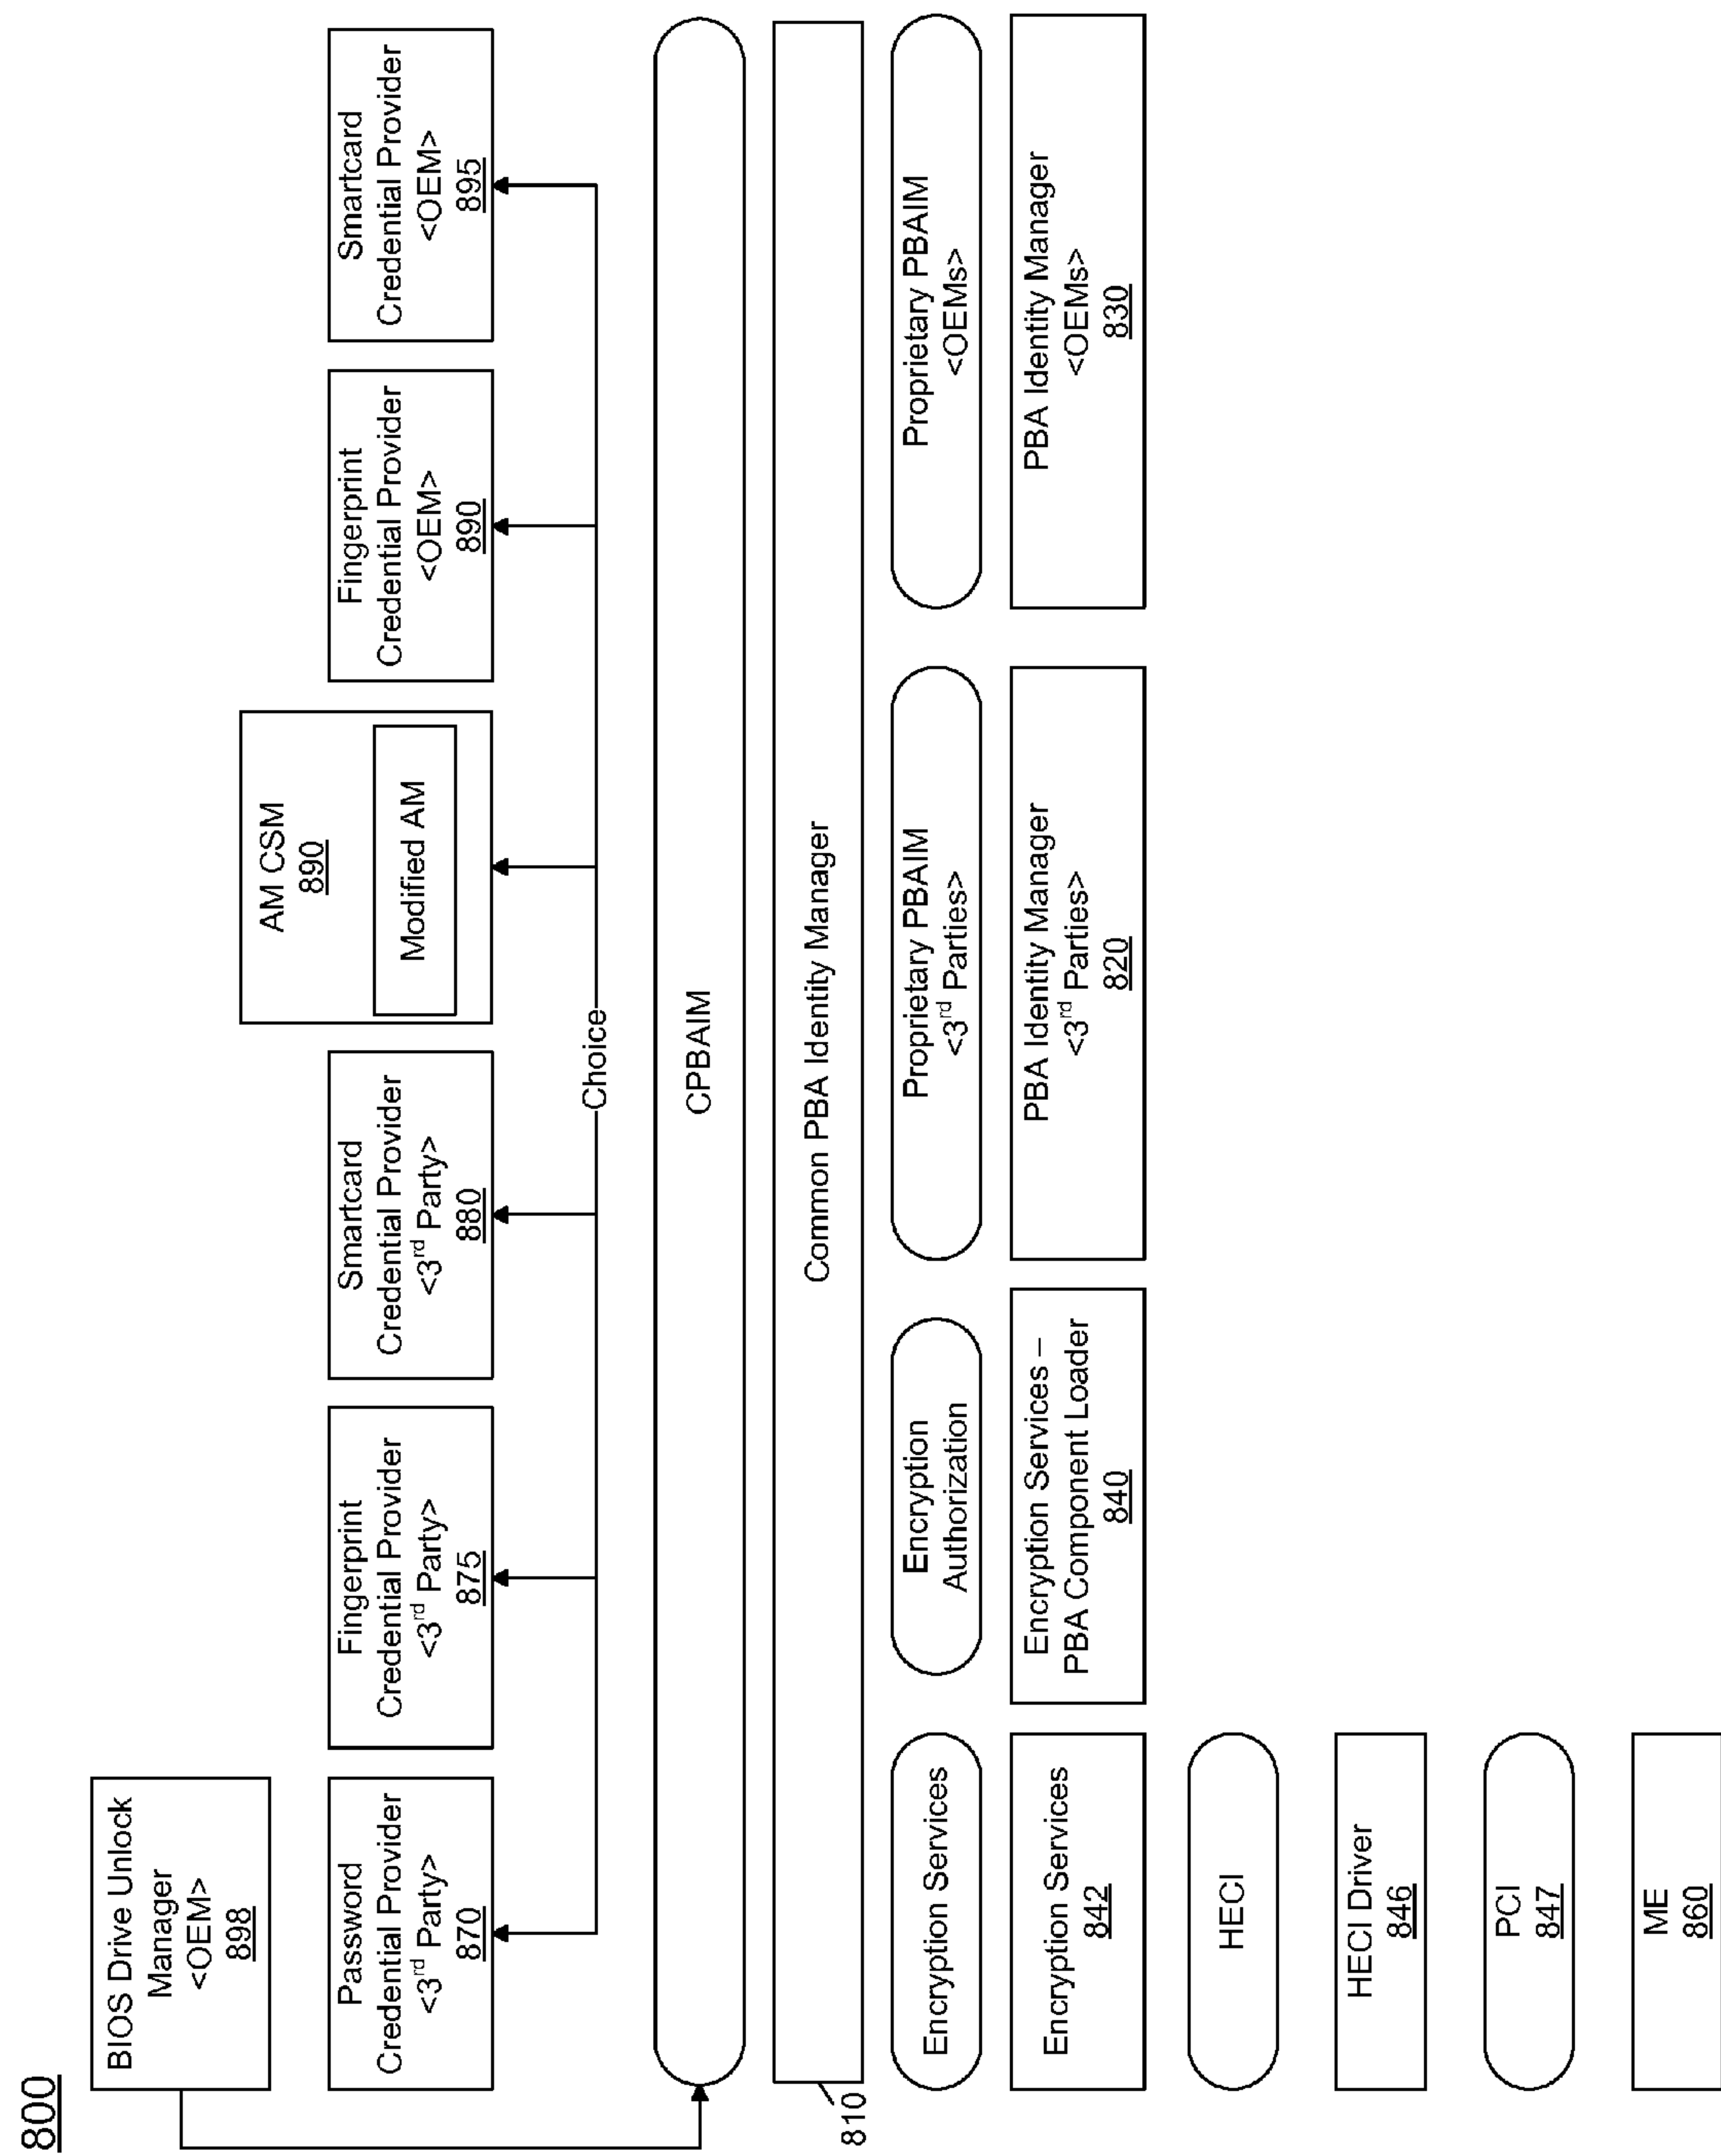 800
BIOS Drive Unlock
Manager
<OEM>
898
Password
Credential Provider
<3rd Party>
870
Fingerprint
Credential Provider
<3rd Party>
875
Smartcard
Credential Provider
<3rd Party>
880
AM CSM
890
Modified AM
Fingerprint
Credential Provider
<OEM>
890
Smartcard
Credential Provider
<OEM>
895
Choice
CPBAIM
Common PBA Identity Manager
810
Encryption Services
Encryption
Authorization
Proprietary PBAIM
<3rd Parties>
Proprietary PBAIM
<OEMs>
Encryption Services
842
Encryption Services –
PBA Component Loader
840
PBA Identity Manager
<3rd Parties>
820
PBA Identity Manager
<OEMs>
830
HECI
HECI Driver
846
PCI
847
ME
860